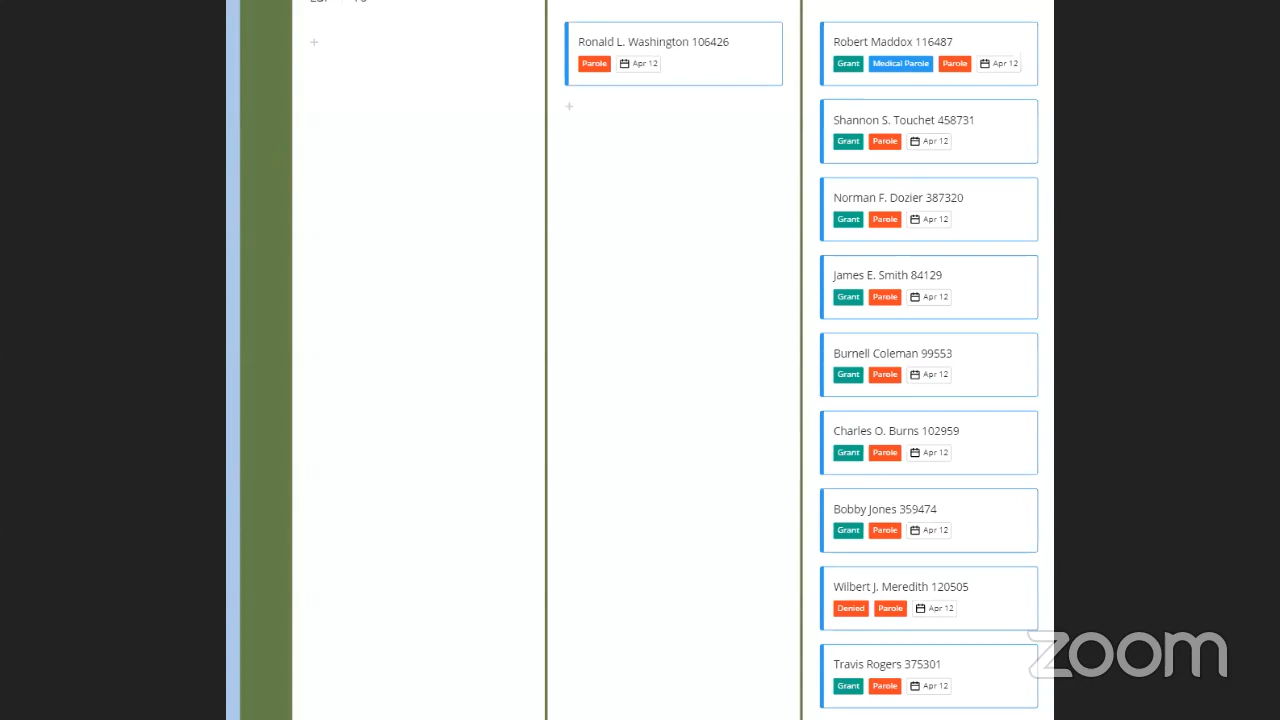 +
Ronald L. Washington 106426
Parole Apr 12
+
Robert Maddox 116487
Grant Medical Parole Parole Apr 12
Shannon S. Touchet 458731
Grant Parole Apr 12
Norman F. Dozier 387320
Grant Parole Apr 12
James E. Smith 84129
Grant Parole Apr 12
Burnell Coleman 99553
Grant Parole Apr 12
Charles O. Burns 102959
Grant Parole Apr 12
Bobby Jones 359474
Grant Parole Apr 12
Wilbert J. Meredith 120505
Denied Parole Apr 12
Travis Rogers 375301
Grant Parole Apr 12
zoom